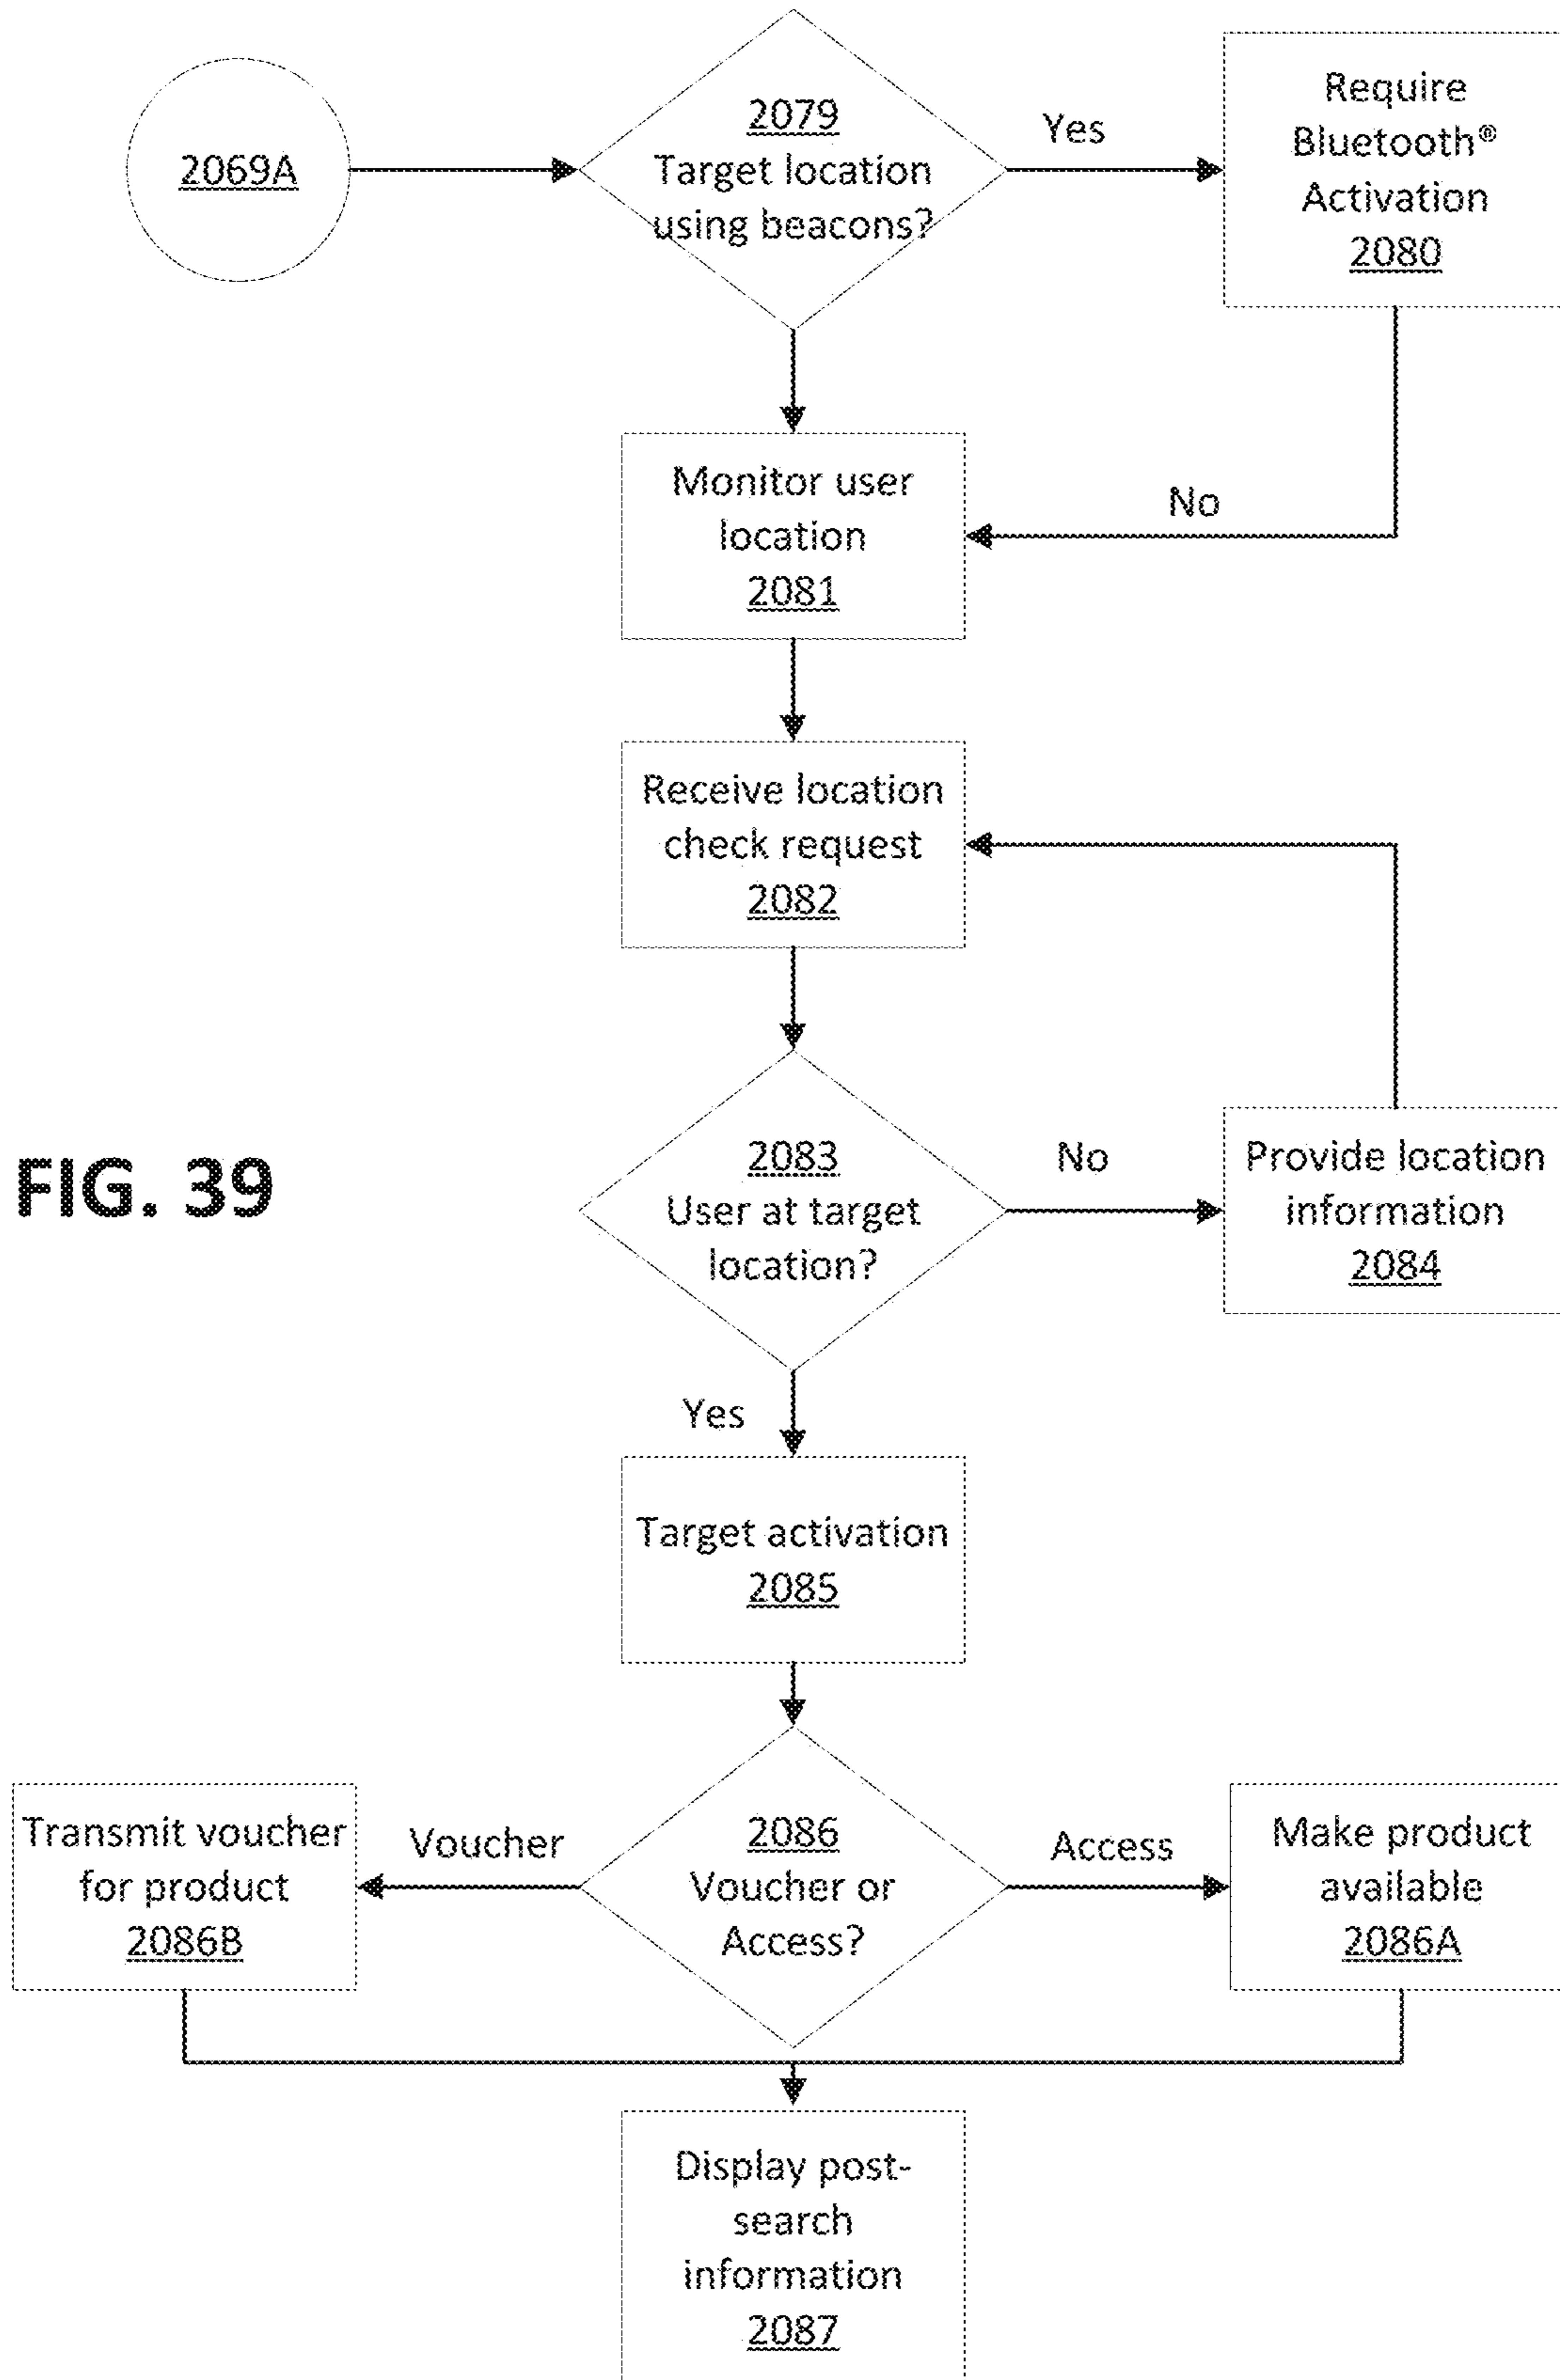 2069A
2079
Target location
using beacons?
Yes
Require
Bluetooth®
Activation
2080
Monitor user
location
2081
No
Receive location
check request
2082
FIG. 39
2083
User at target
location?
No
Provide location
information
2084
Yes
Target activation
2085
Transmit voucher
for product
2086B
Voucher
2086
Voucher or
Access?
Access
Make product
available
2086A
Display post-
search
information
2087